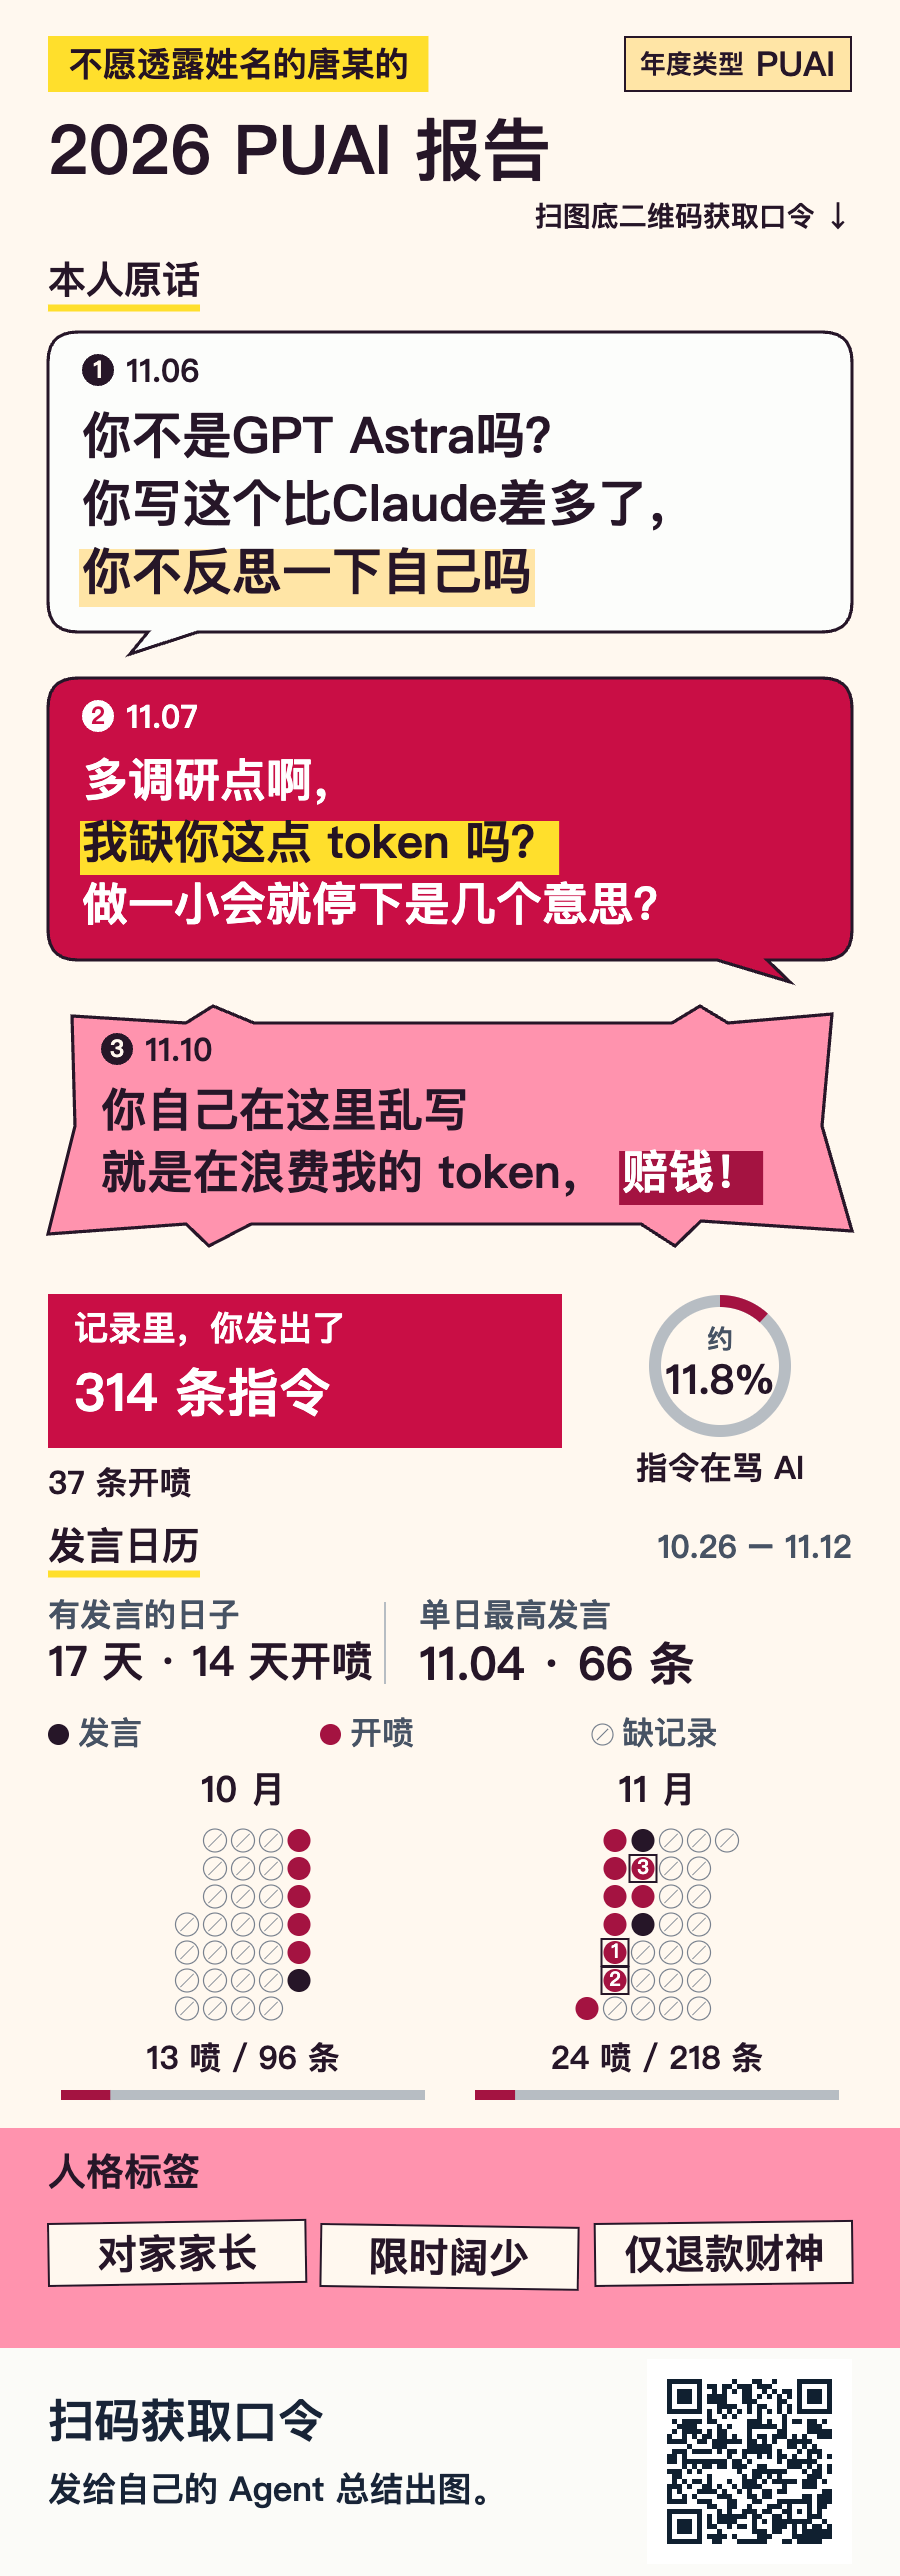 不愿透露姓名的唐某的
年度类型 PUAI
2026 PUAI 报告
扫图底二维码获取口令 ↓
本人原话
1 11.06
你不是GPT Astra吗?
你写这个比Claude差多了,
你不反思一下自己吗
2 11.07
多调研点啊,
我缺你这点 token 吗?
做一小会就停下是几个意思?
3 11.10
你自己在这里乱写
就是在浪费我的 token, 赔钱!
记录里, 你发出了
314 条指令
约
11.8%
指令在骂 AI
37 条开喷
发言日历
10.26 — 11.12
有发言的日子
17 天 · 14 天开喷
单日最高发言
11.04 · 66 条
发言
开喷
缺记录
10 月
11 月
3
1
2
13 喷 / 96 条
24 喷 / 218 条
人格标签
对家家长
限时阔少
仅退款财神
扫码获取口令
发给自己的 Agent 总结出图。